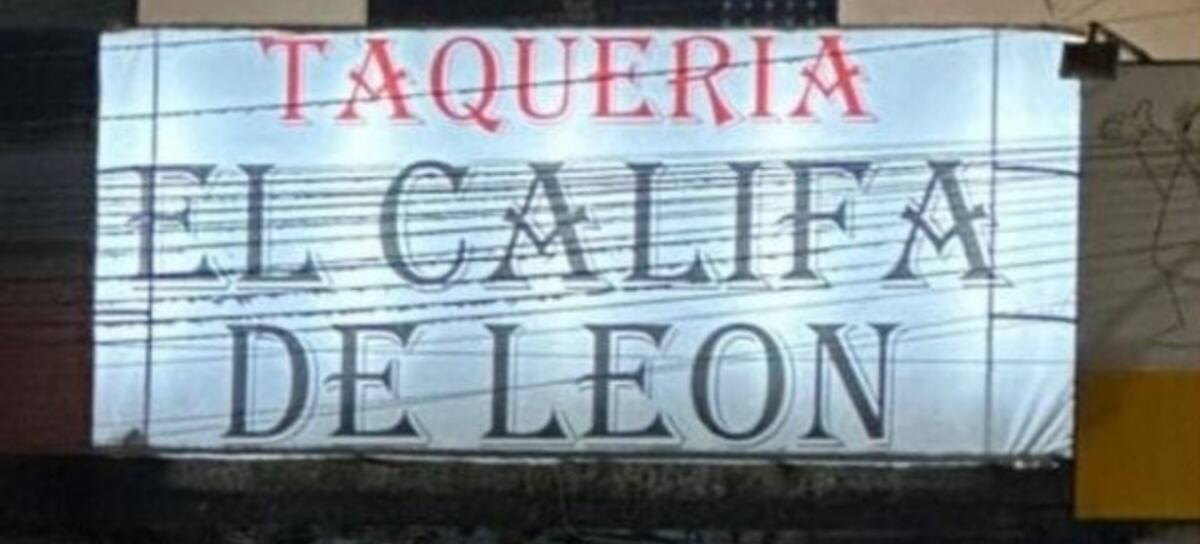 TAQUERIA
EL CALIFA
DE LEON